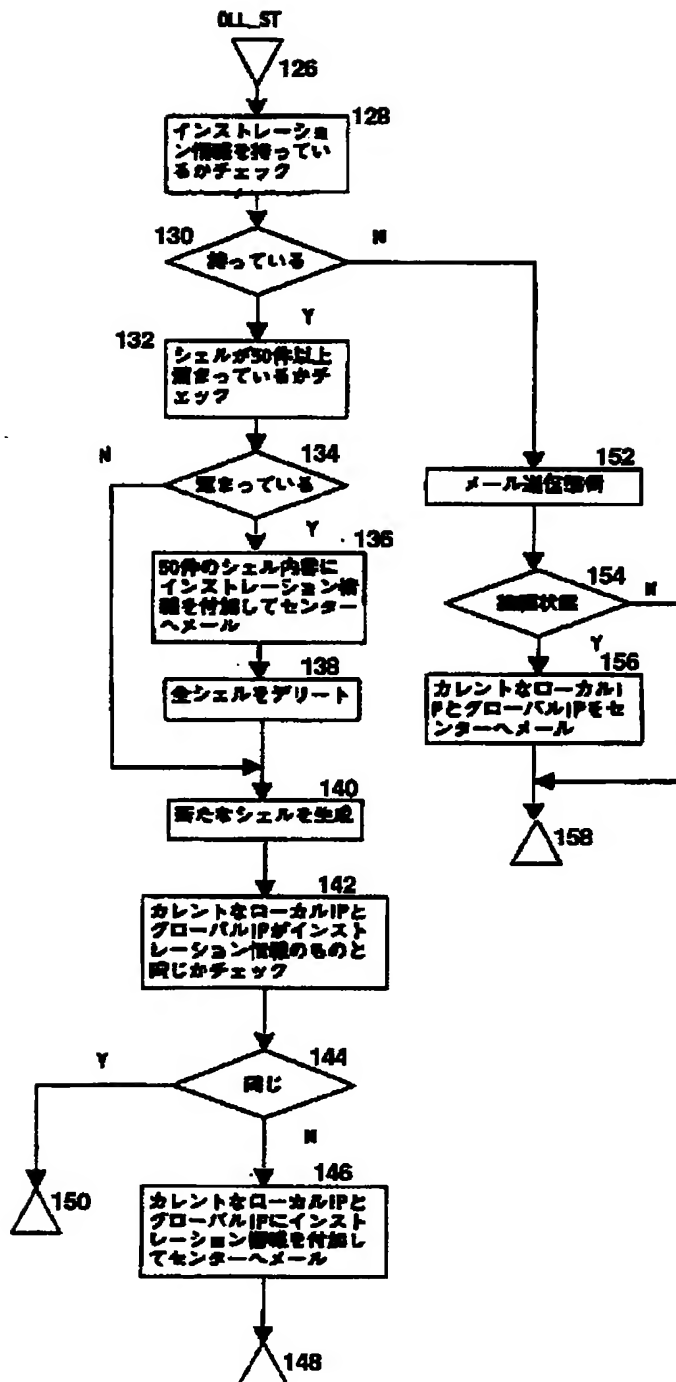 DLL_ST
126
128
インストレーショ
ン情報を持ってい
るかチェック
130
持っている
N
Y
132
シェルが50件以上
溜まっているかチ
ェック
134
溜まっている
N
Y
136
50件のシェル内容に
インストレーション情
報を付加してセンター
へメール
138
全シェルをデリート
140
新たなシェルを生成
142
カレントなローカルIPと
グローバルIPがインスト
レーション情報のものと
同じかチェック
144
同じ
Y
N
150
146
カレントなローカルIPと
グローバルIPにインスト
レーション情報を付加し
てセンターへメール
148
152
メール送信準備
154
状態
N
Y
156
カレントなローカルI
PとグローバルIPをセ
ンターへメール
158